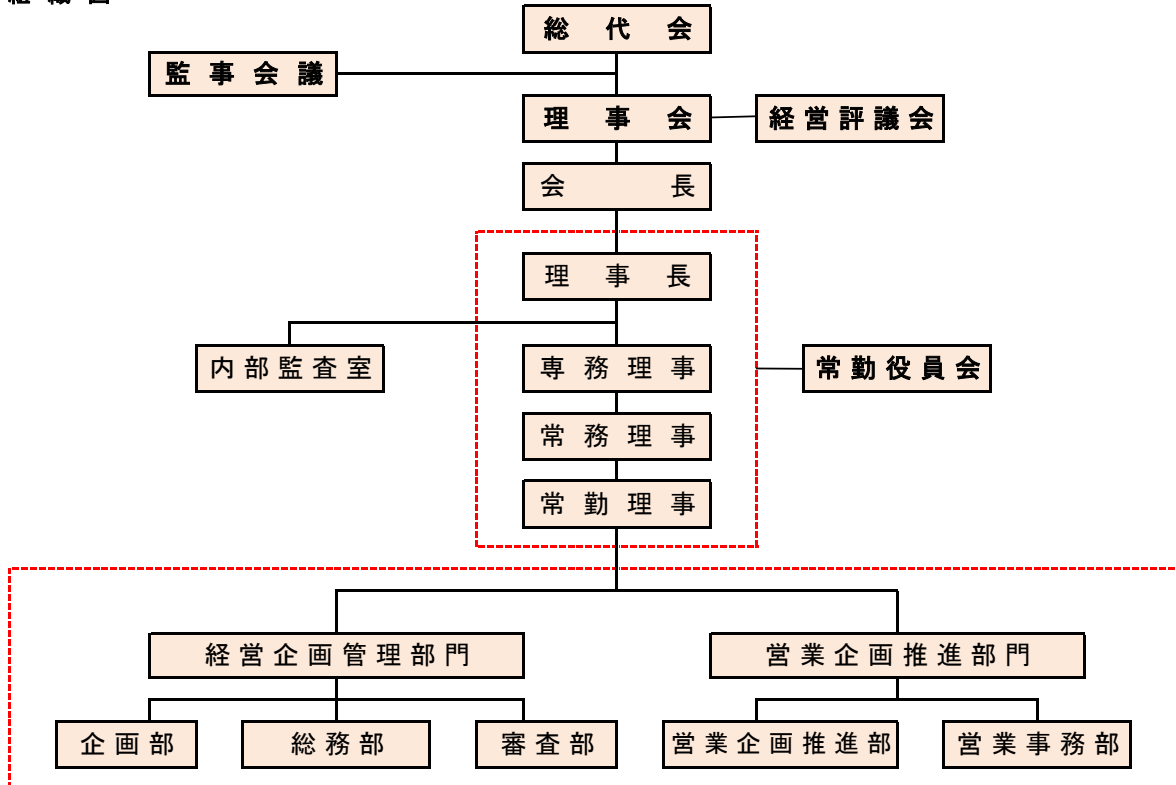 総代会
監事会議
理事会
経営評議会
会長
理事長
内部監査室
専務理事
常勤役員会
常務理事
常勤理事
経営企画管理部門
営業企画推進部門
企画部
総務部
審査部
営業企画推進部
営業事務部